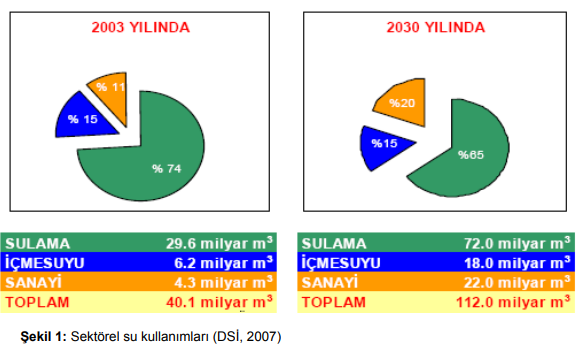 2003 YILINDA
% 11
% 15
% 74
SULAMA 29.6 milyar m³
İÇMESUYU 6.2 milyar m³
SANAYİ 4.3 milyar m³
TOPLAM 40.1 milyar m³
2030 YILINDA
%20
%15
%65
SULAMA 72.0 milyar m³
İÇMESUYU 18.0 milyar m³
SANAYİ 22.0 milyar m³
TOPLAM 112.0 milyar m³
Şekil 1: Sektörel su kullanımları (DSİ, 2007)